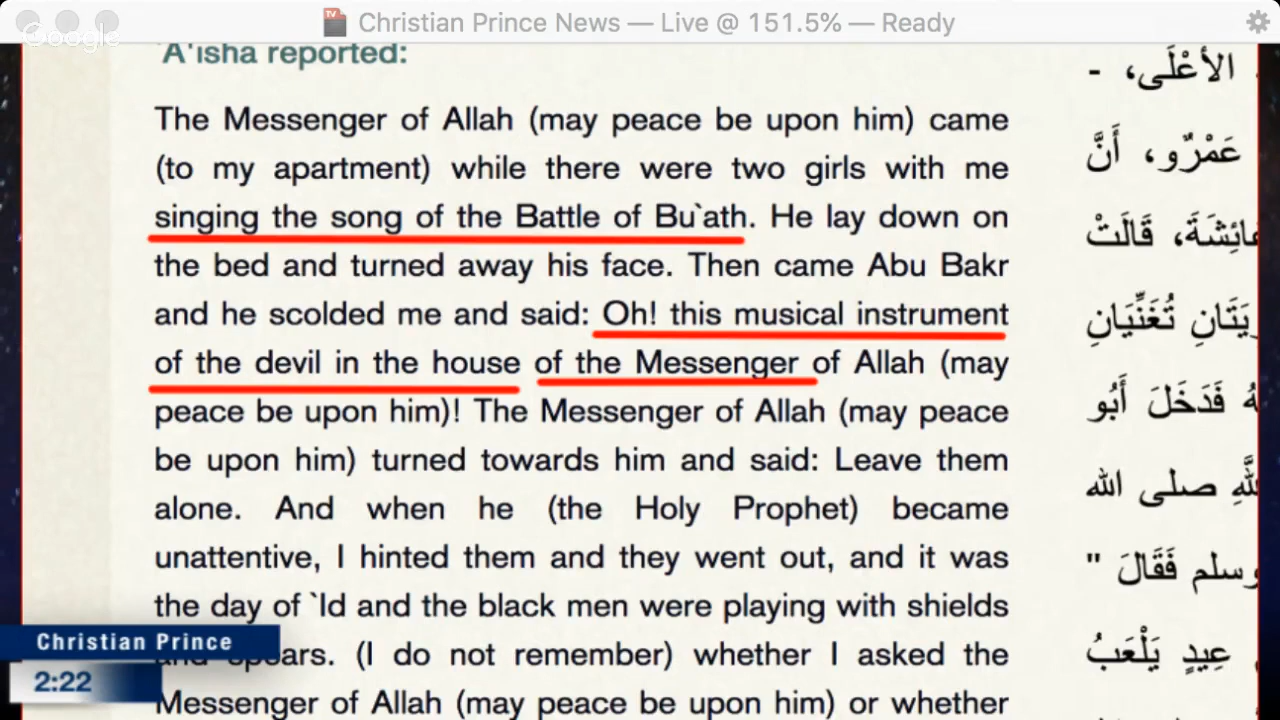 Christian Prince News — Live @ 151.5% — Ready
Google
'A'isha reported:
The Messenger of Allah (may peace be upon him) came
(to my apartment) while there were two girls with me
singing the song of the Battle of Bu`ath. He lay down on
the bed and turned away his face. Then came Abu Bakr
and he scolded me and said: Oh! this musical instrument
of the devil in the house of the Messenger of Allah (may
peace be upon him)! The Messenger of Allah (may peace
be upon him) turned towards him and said: Leave them
alone. And when he (the Holy Prophet) became
unattentive, I hinted them and they went out, and it was
the day of `Id and the black men were playing with shields
and spears. (I do not remember) whether I asked the
Messenger of Allah (may peace be upon him) or whether
الأَعْلَى، -
عَمْرٌو، أَنَّ
عَائِشَةَ، قَالَتْ
تُغَنِّيَانِ
فَدَخَلَ أَبُو
صلى الله
وسلم فَقَالَ "
عِيدٍ يَلْعَبُ
Christian Prince
2:22